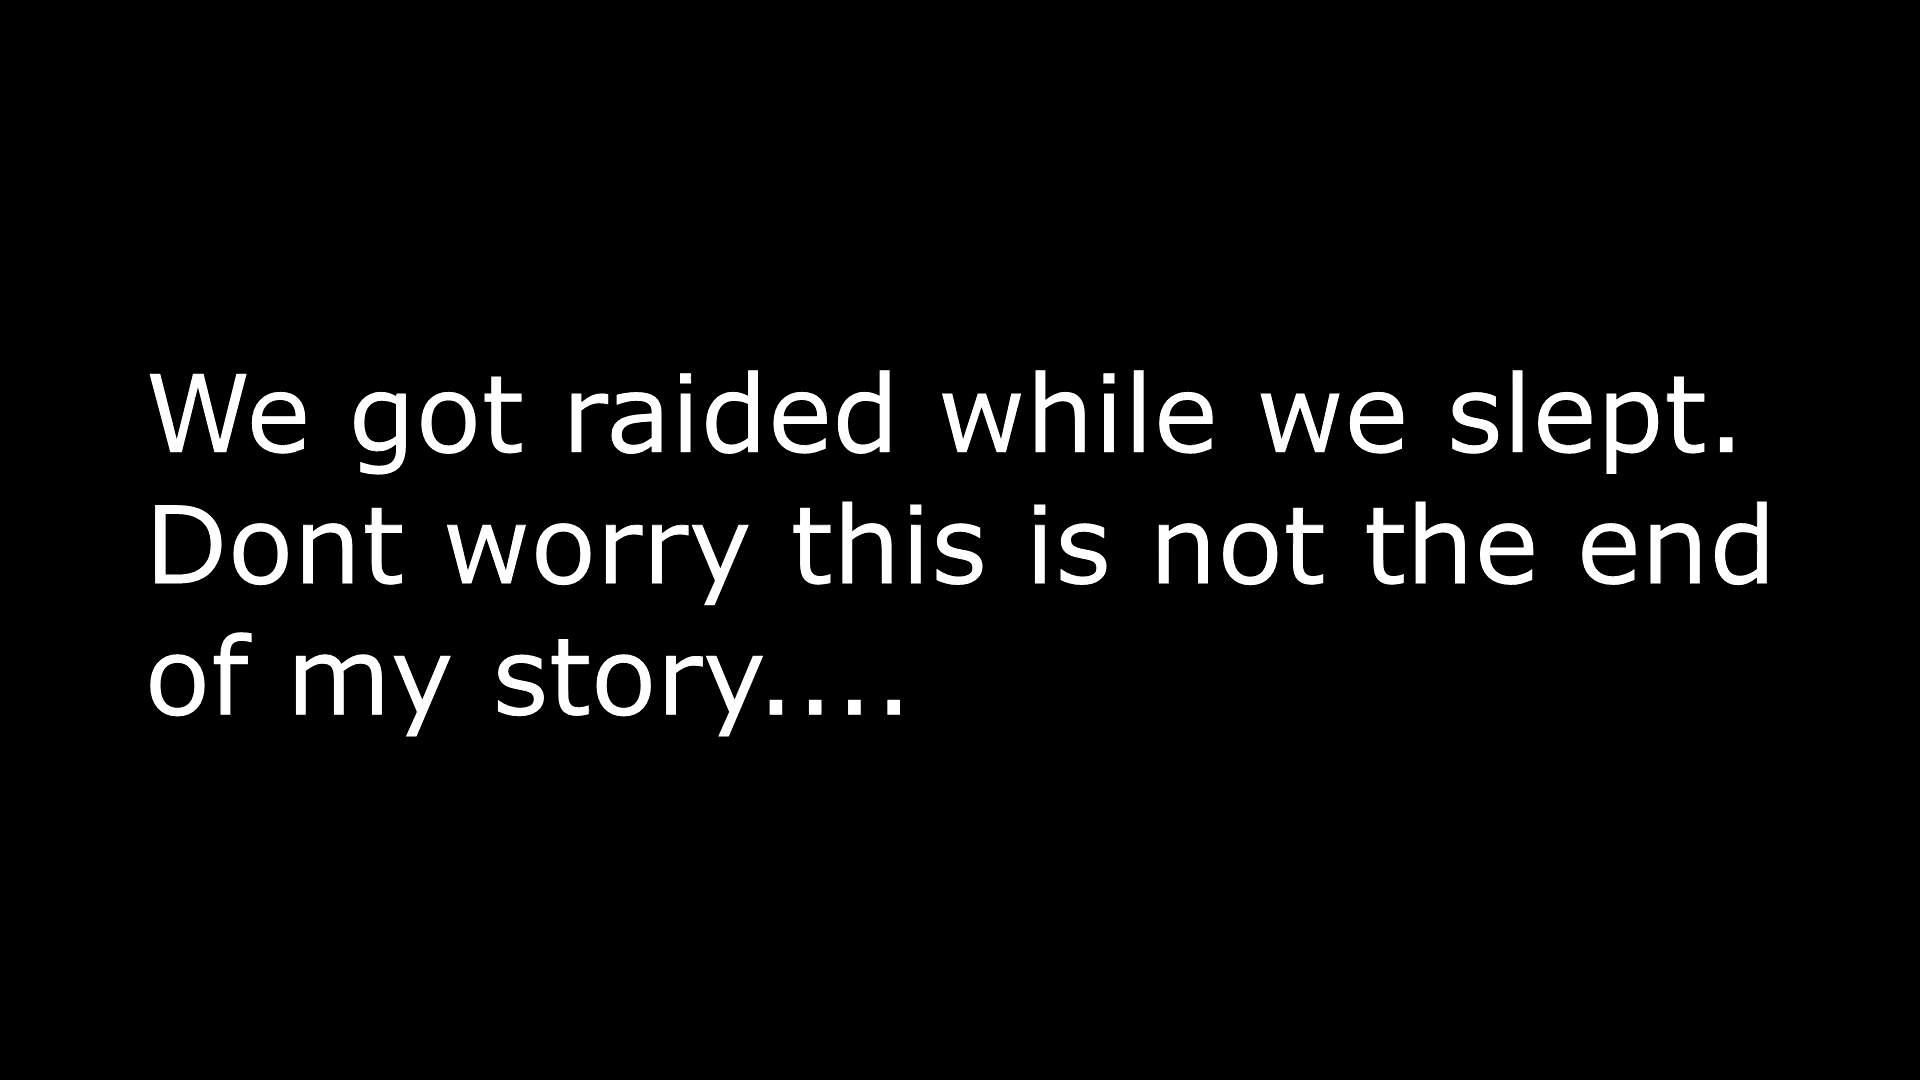 We got raided while we slept.
Dont worry this is not the end
of my story....